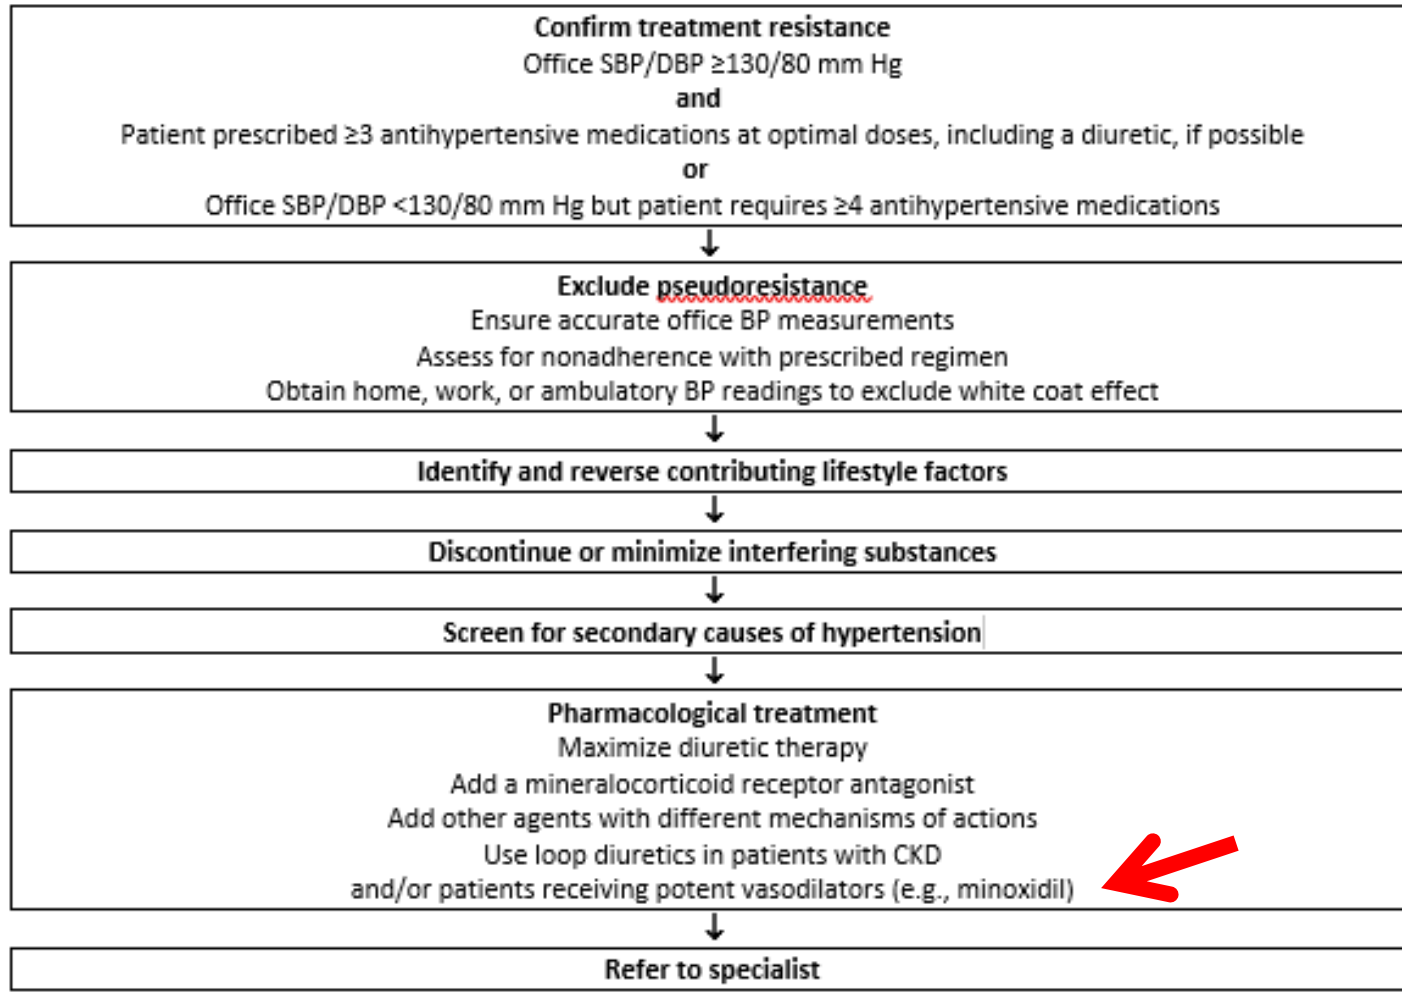 Confirm treatment resistance
Office SBP/DBP ≥130/80 mm Hg
and
Patient prescribed ≥3 antihypertensive medications at optimal doses, including a diuretic, if possible
or
Office SBP/DBP <130/80 mm Hg but patient requires ≥4 antihypertensive medications
↓
Exclude pseudoresistance
Ensure accurate office BP measurements
Assess for nonadherence with prescribed regimen
Obtain home, work, or ambulatory BP readings to exclude white coat effect
↓
Identify and reverse contributing lifestyle factors
↓
Discontinue or minimize interfering substances
↓
Screen for secondary causes of hypertension
↓
Pharmacological treatment
Maximize diuretic therapy
Add a mineralocorticoid receptor antagonist
Add other agents with different mechanisms of actions
Use loop diuretics in patients with CKD
and/or patients receiving potent vasodilators (e.g., minoxidil)
↓
Refer to specialist